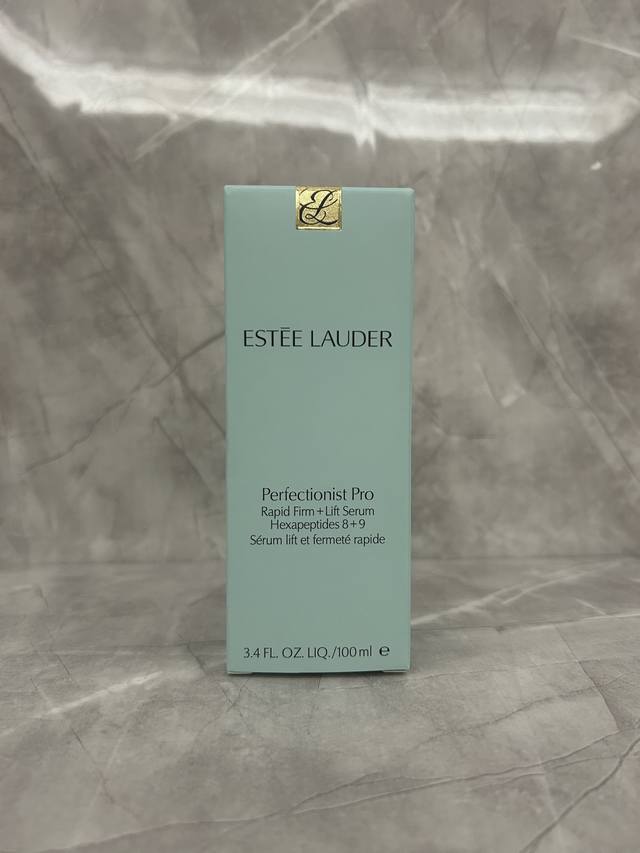 EL
ESTĒE LAUDER
Perfectionist Pro
Rapid Firm+Lift Serum
Hexapeptides 8+9
Sérum lift et fermeté rapide
3.4 FL. OZ. LIQ./100 ml ℮